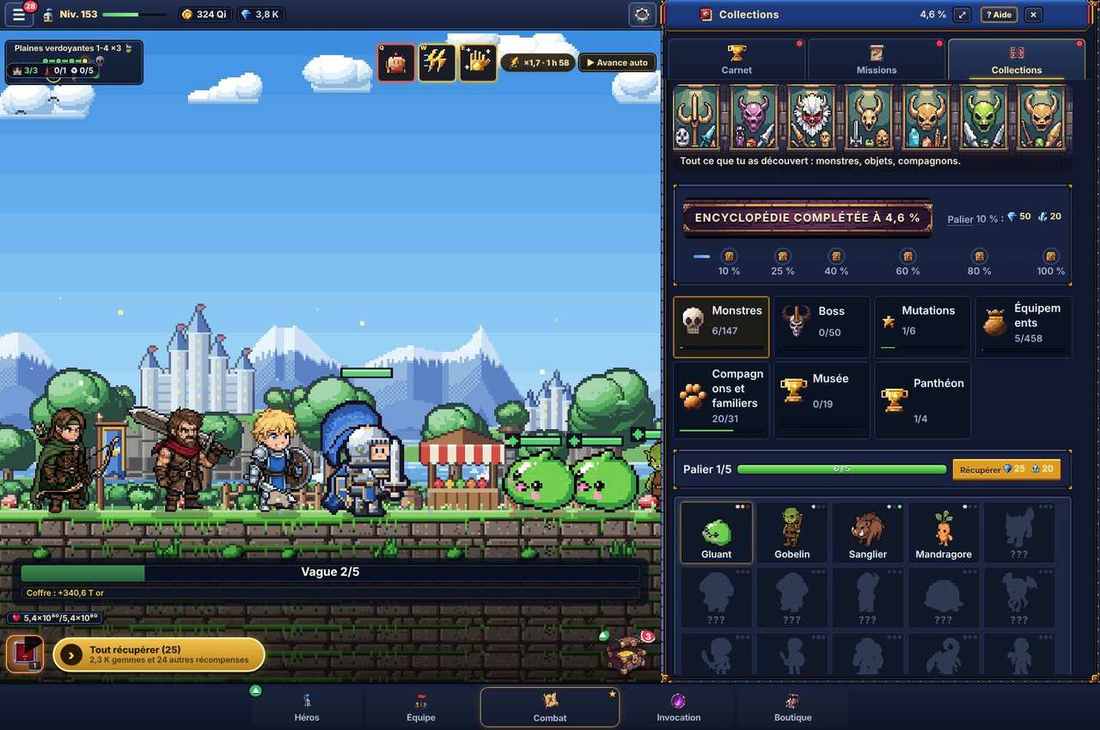 28
Niv. 153
324 Qi
3,8 K
Plaines verdoyantes 1-4 ×3
3/3
0/1
0/5
Q
W
×1,7 · 1 h 58
Avance auto
Vague 2/5
Coffre : +340,6 T or
Tout récupérer (25)
2,3 K gemmes et 24 autres récompenses
3
Héros
Équipe
Combat
Invocation
Boutique
Collections
4,6 %
? Aide
×
Carnet
Missions
Collections
Tout ce que tu as découvert : monstres, objets, compagnons.
ENCYCLOPÉDIE COMPLÉTÉE À 4,6 %
Palier 10 % : 50 20
10 %
25 %
40 %
60 %
80 %
100 %
Monstres
6/147
Boss
0/50
Mutations
1/6
Équipem
ents
5/458
Compagn
ons et
familiers
20/31
Musée
0/19
Panthéon
1/4
Palier 1/5
6/5
Récupérer 25 20
Gluant
Gobelin
Sanglier
Mandragore
???
???
???
???
???
???